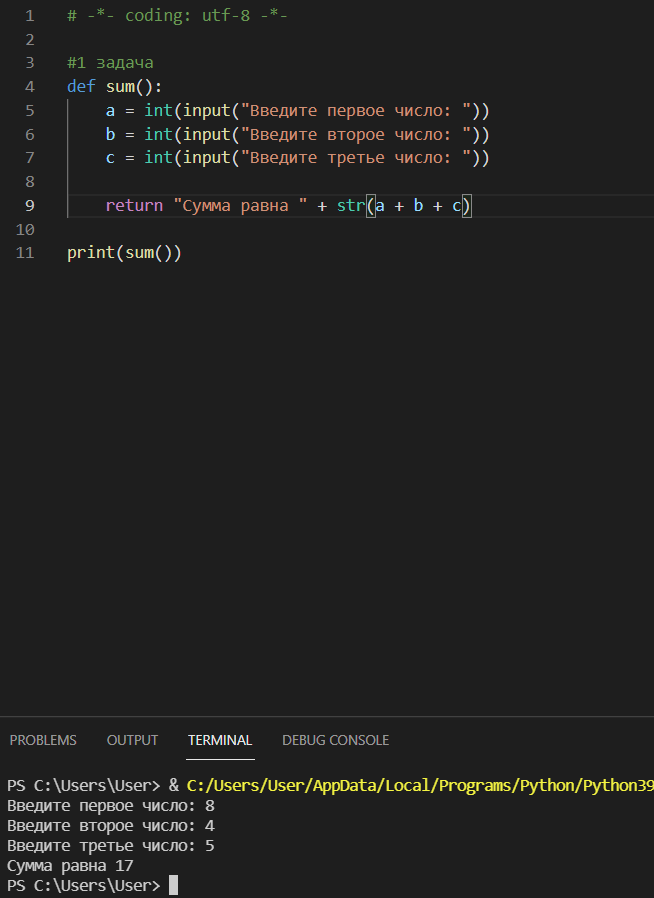 1 # -*- coding: utf-8 -*-
2
3 #1 задача
4 def sum():
5 a = int(input("Введите первое число: "))
6 b = int(input("Введите второе число: "))
7 c = int(input("Введите третье число: "))
8
9 return "Сумма равна " + str(a + b + c)
10
11 print(sum())
PROBLEMS OUTPUT TERMINAL DEBUG CONSOLE
PS C:\Users\User> & C:/Users/User/AppData/Local/Programs/Python/Python39
Введите первое число: 8
Введите второе число: 4
Введите третье число: 5
Сумма равна 17
PS C:\Users\User>